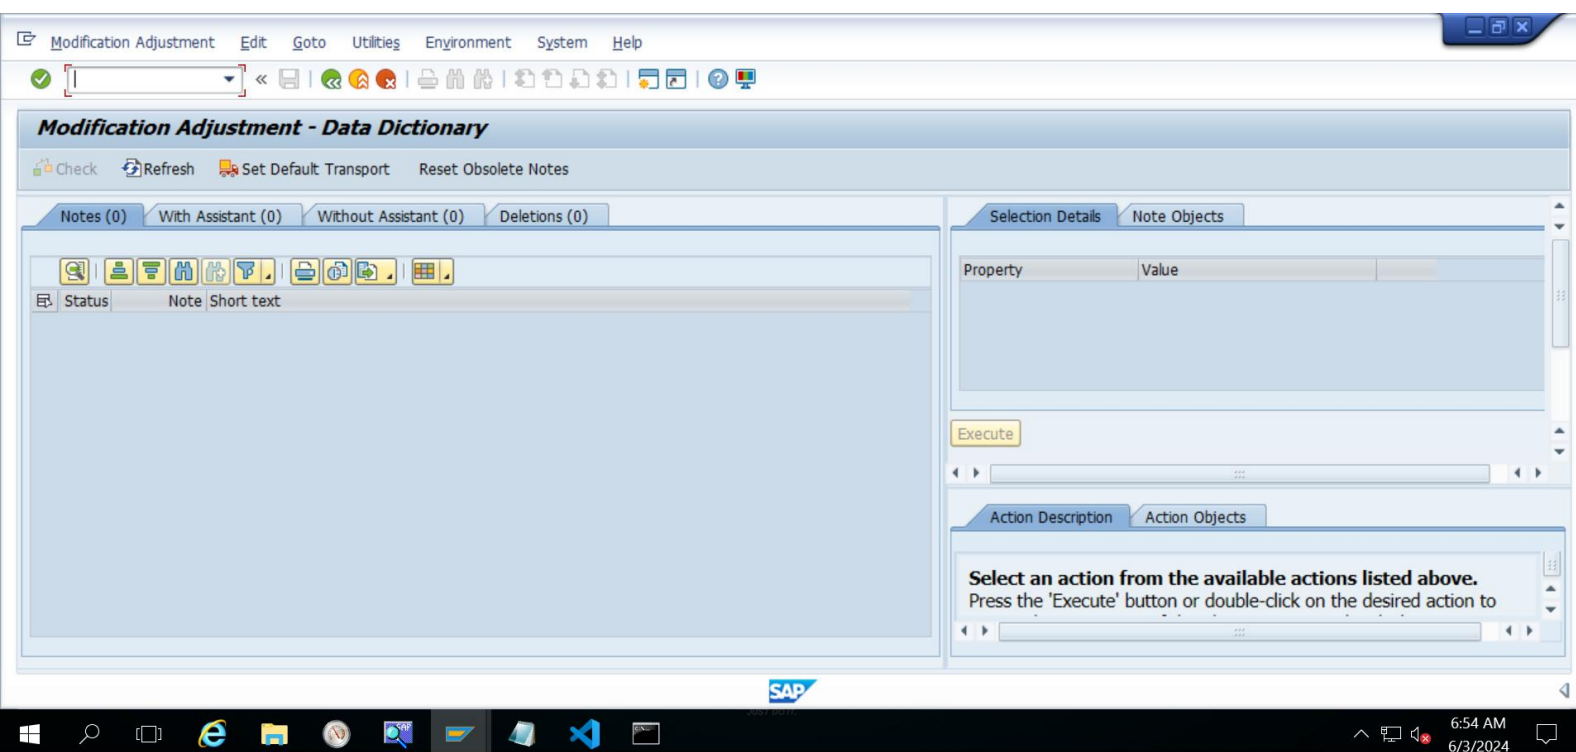 Modification Adjustment Edit Goto Utilities Environment System Help
Modification Adjustment - Data Dictionary
Check Refresh Set Default Transport Reset Obsolete Notes
Notes (0) With Assistant (0) Without Assistant (0) Deletions (0)
Status Note Short text
Selection Details Note Objects
Property Value
Execute
Action Description Action Objects
Select an action from the available actions listed above.
Press the 'Execute' button or double-click on the desired action to
SAP
SAP
6:54 AM
6/3/2024